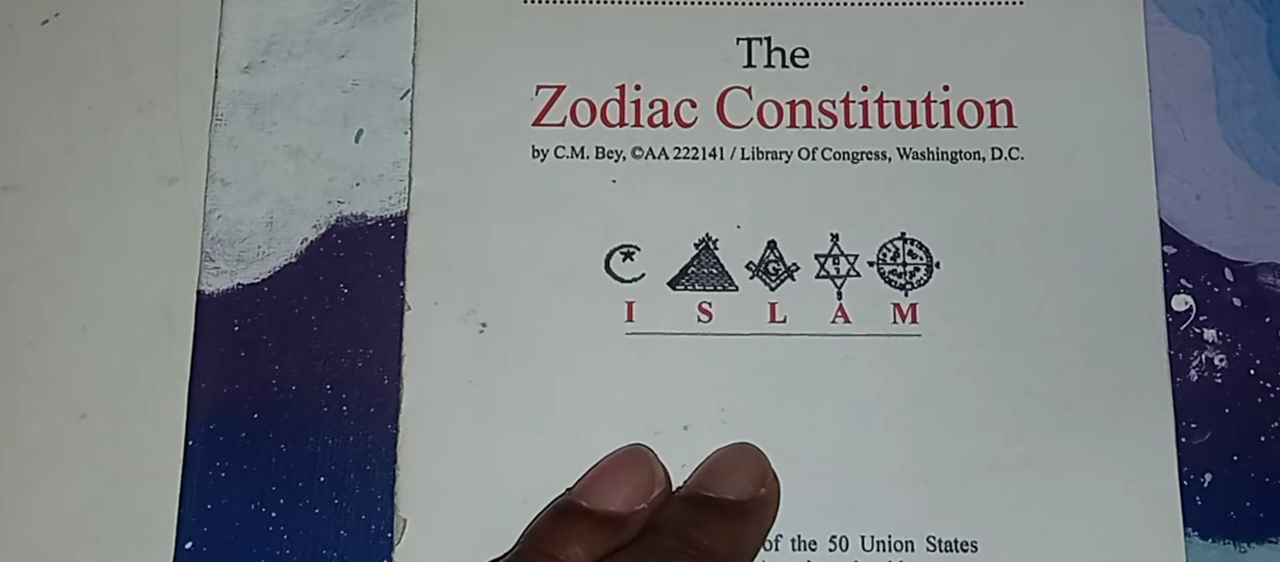 The
Zodiac Constitution
by C.M. Bey, ©AA 222141 / Library Of Congress, Washington, D.C.
I S L A M
of the 50 Union States